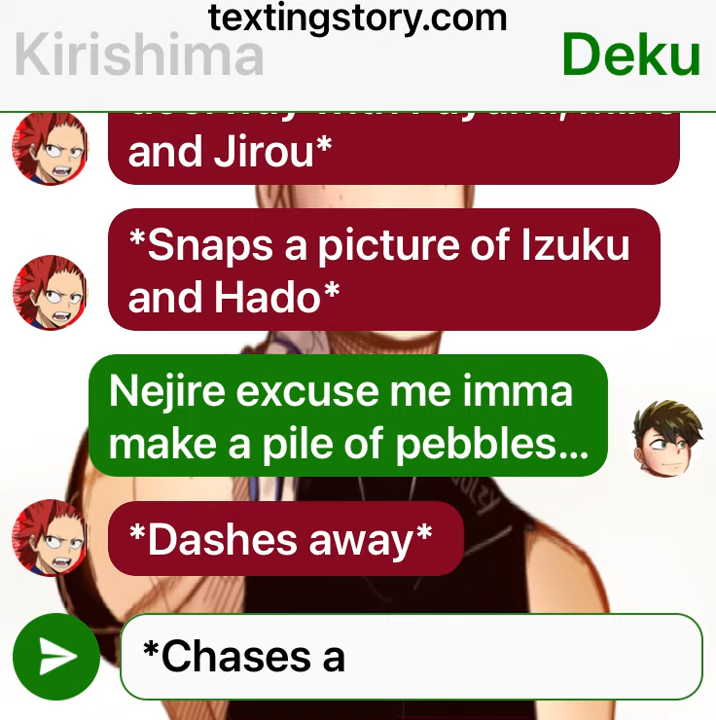 textingstory.com
Kirishima
Deku
and Jirou*
*Snaps a picture of Izuku
and Hado*
Nejire excuse me imma
make a pile of pebbles...
*Dashes away*
*Chases a